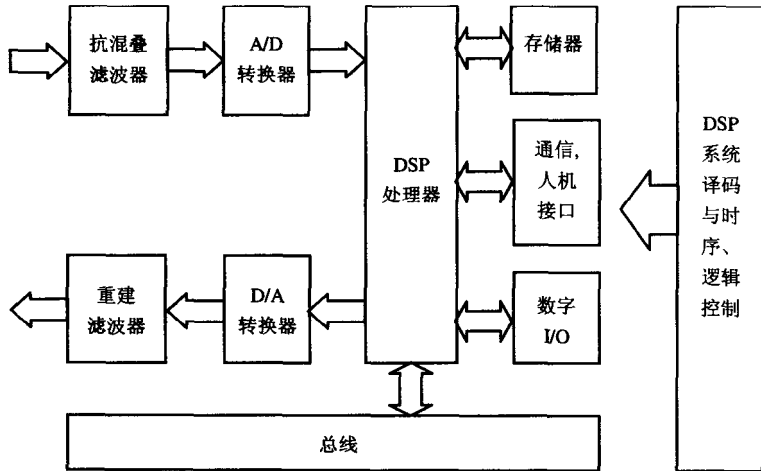 抗混叠
滤波器
A/D
转换器
DSP
处理器
存储器
通信,
人机
接口
数字
I/O
重建
滤波器
D/A
转换器
总线
DSP
系统
译码
与时
序、
逻辑
控制